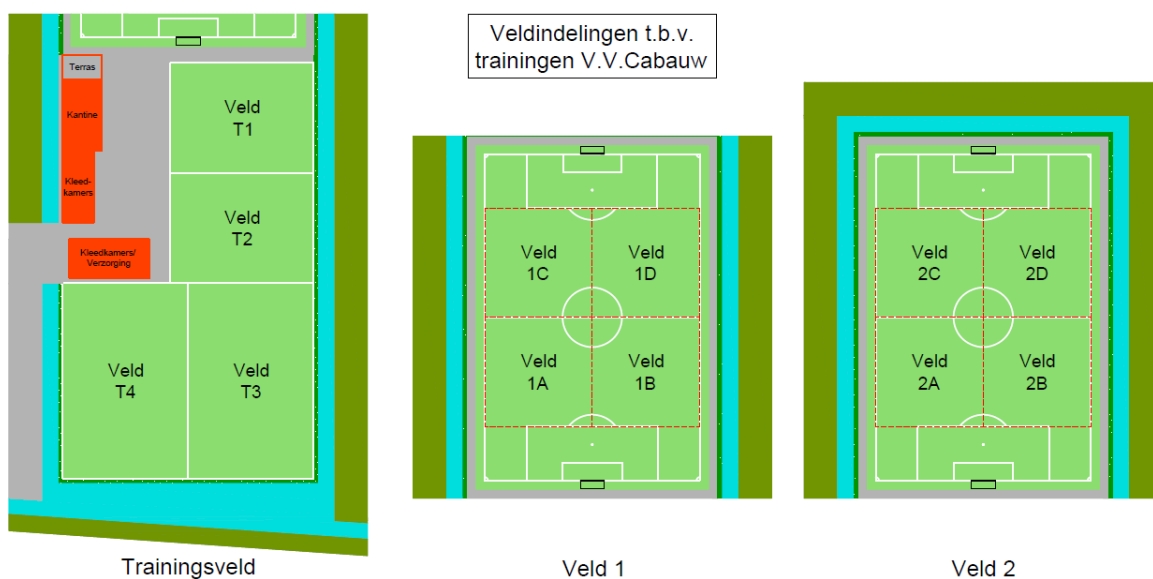 Veldindelingen t.b.v.
trainingen V.V.Cabauw
Terras
Kantine
Kleed-
kamers
Kleedkamers/
Verzorging
Veld
T1
Veld
T2
Veld
T4
Veld
T3
Trainingsveld
Veld
1C
Veld
1D
Veld
1A
Veld
1B
Veld 1
Veld
2C
Veld
2D
Veld
2A
Veld
2B
Veld 2